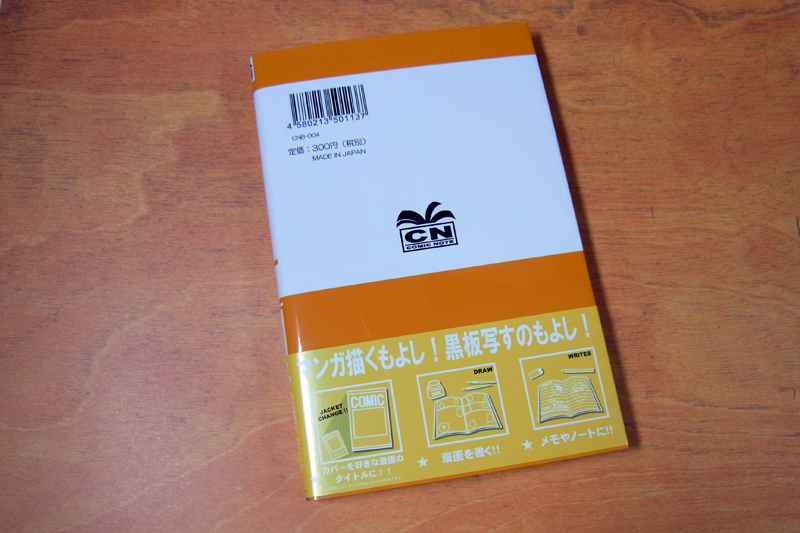 4 580213 501137
CNB-004
定価：300円（税別）
MADE IN JAPAN
CN
COMIC NOTE
マンガ描くもよし！黒板写すのもよし！
JACKET CHANGE!!
COMIC
DRAW
WRITES
★ カバーを好きな漫画の
タイトルに！！
★ 漫画を書く!!
★ メモやノートに!!